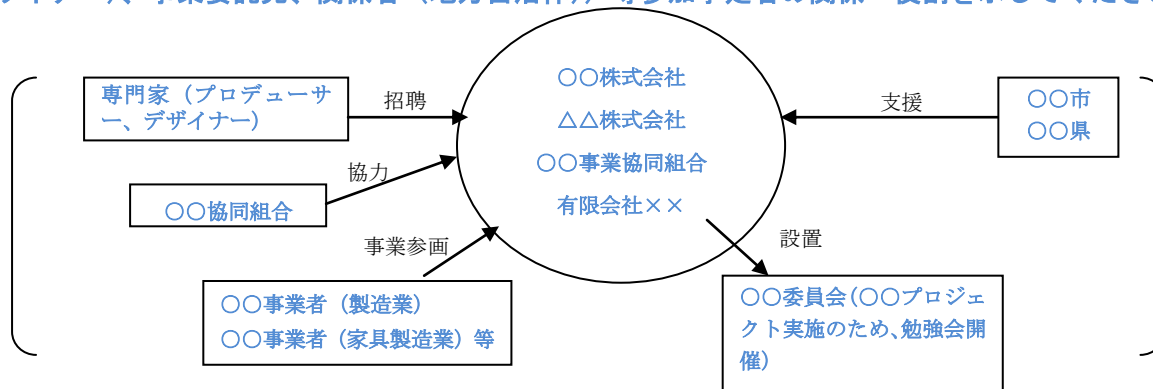 専門家（プロデューサ
ー、デザイナー）
招聘
〇〇協同組合
協力
事業参画
〇〇事業者（製造業）
〇〇事業者（家具製造業）等
〇〇株式会社
△△株式会社
〇〇事業協同組合
有限会社××
支援
〇〇市
〇〇県
設置
〇〇委員会（〇〇プロジェ
クト実施のため、勉強会開
催）